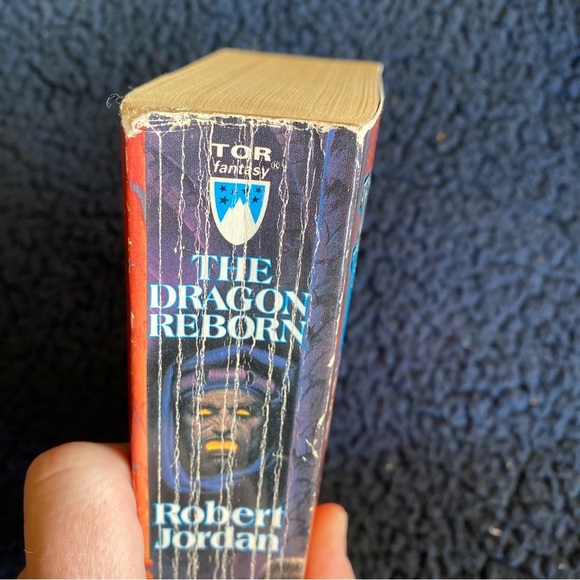 TOR
fantasy®
THE
DRAGON
REBORN
Robert
Jordan